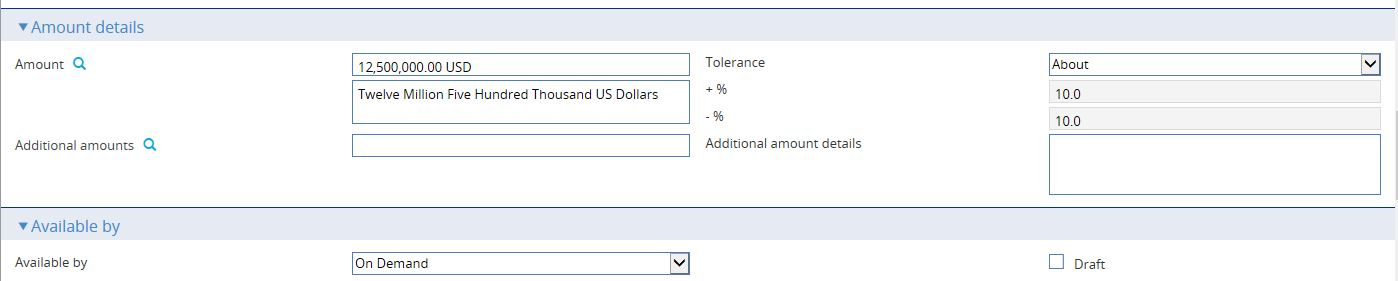 Amount details
Amount
12,500,000.00 USD
Tolerance
About
Twelve Million Five Hundred Thousand US Dollars
+ %
10.0
- %
10.0
Additional amounts
Additional amount details
Available by
Available by
On Demand
Draft